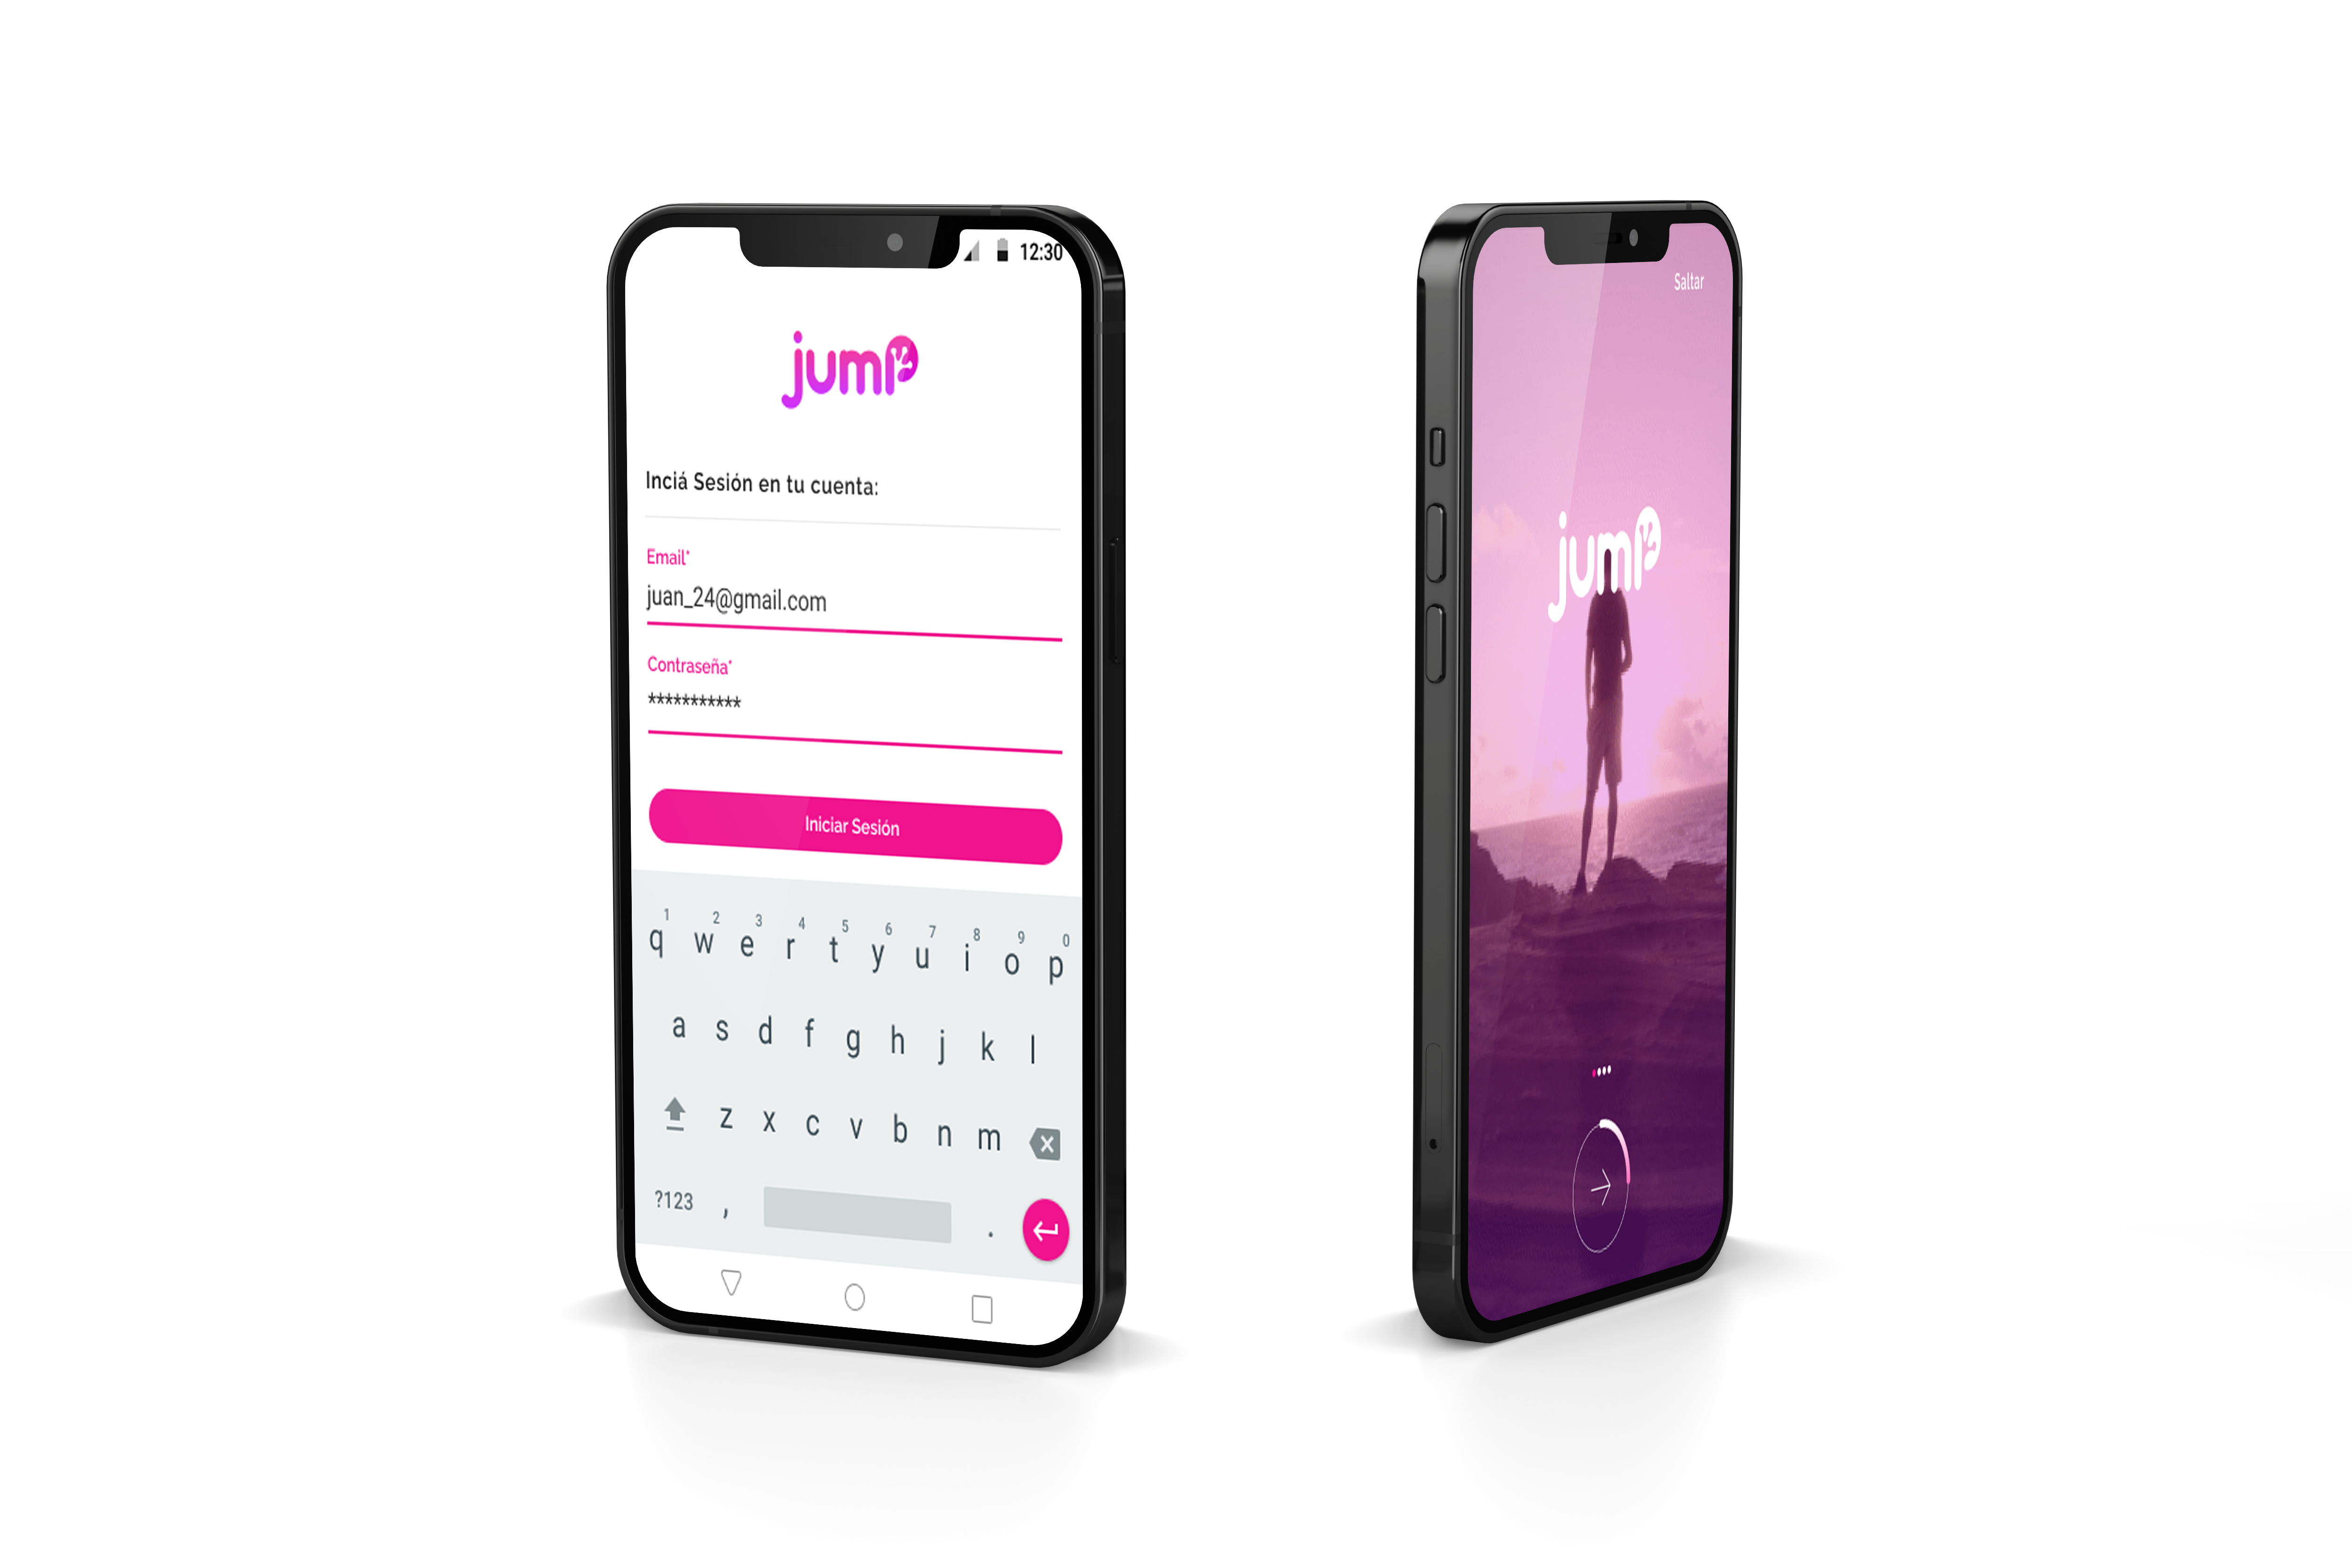 12:30
jump
Inciá Sesión en tu cuenta:
Email*
juan_24@gmail.com
Contraseña*
***********
Iniciar Sesión
1 2 3 4 5 6 7 8 9 0
q w e r t y u i o p
a s d f g h j k l
z x c v b n m
?123 , .
Saltar
jump